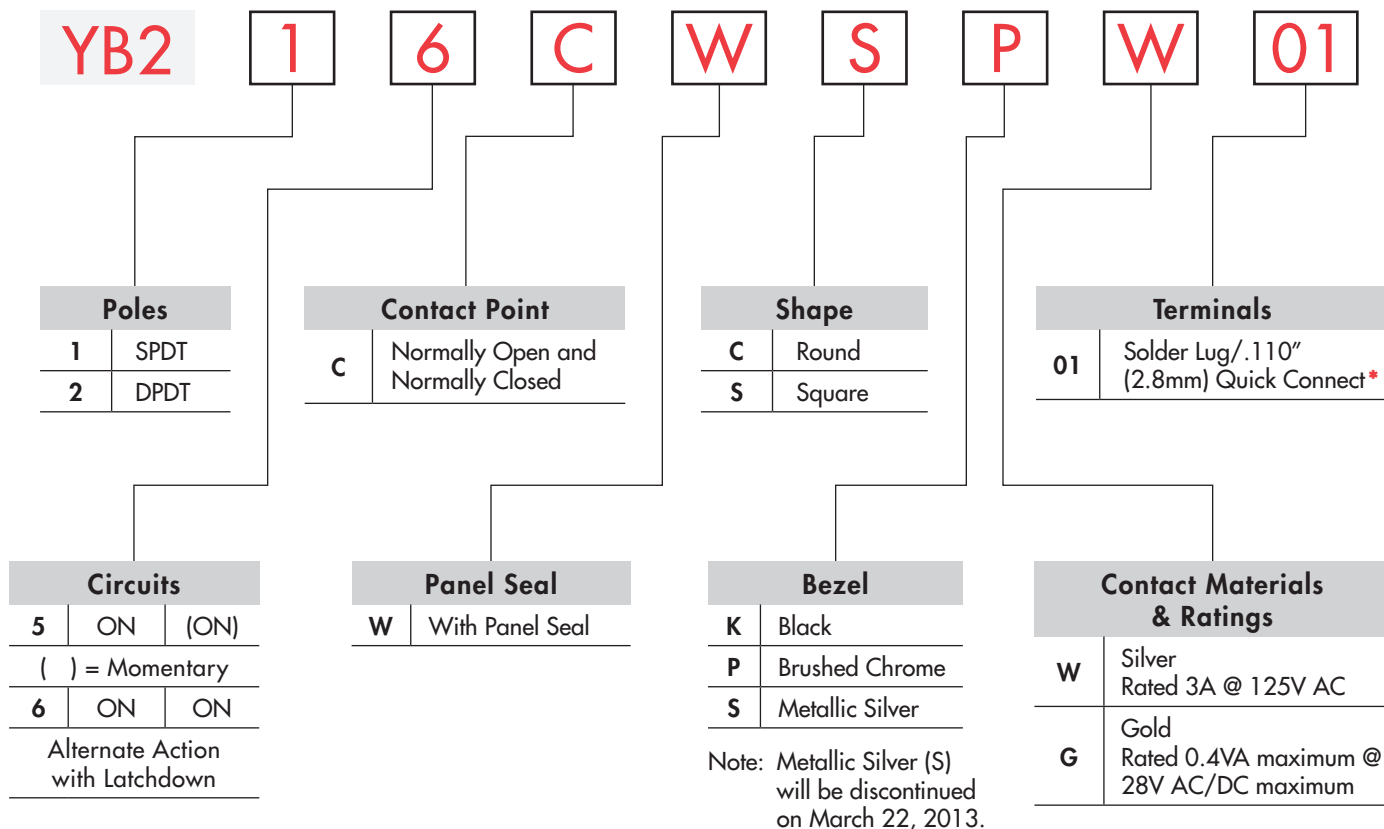 YB2 1 6 C W S P W 01
Poles
1 SPDT
2 DPDT
Contact Point
C Normally Open and
Normally Closed
Shape
C Round
S Square
Terminals
01 Solder Lug/.110″
(2.8mm) Quick Connect*
Circuits
5 ON (ON)
( ) = Momentary
6 ON ON
Alternate Action
with Latchdown
Panel Seal
W With Panel Seal
Bezel
K Black
P Brushed Chrome
S Metallic Silver
Note: Metallic Silver (S)
will be discontinued
on March 22, 2013.
Contact Materials
& Ratings
W Silver
Rated 3A @ 125V AC
G Gold
Rated 0.4VA maximum @
28V AC/DC maximum